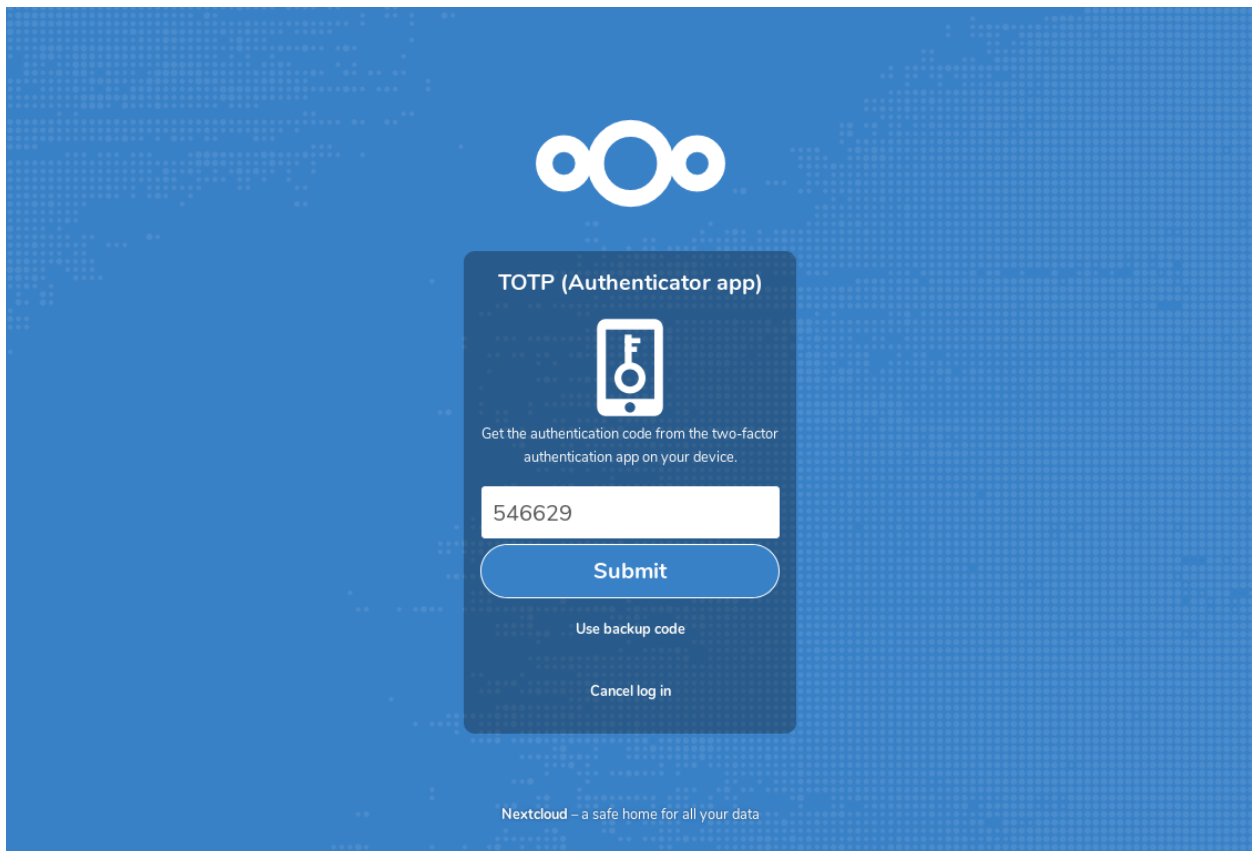 TOTP (Authenticator app)
Get the authentication code from the two-factor
authentication app on your device.
546629
Submit
Use backup code
Cancel log in
Nextcloud – a safe home for all your data